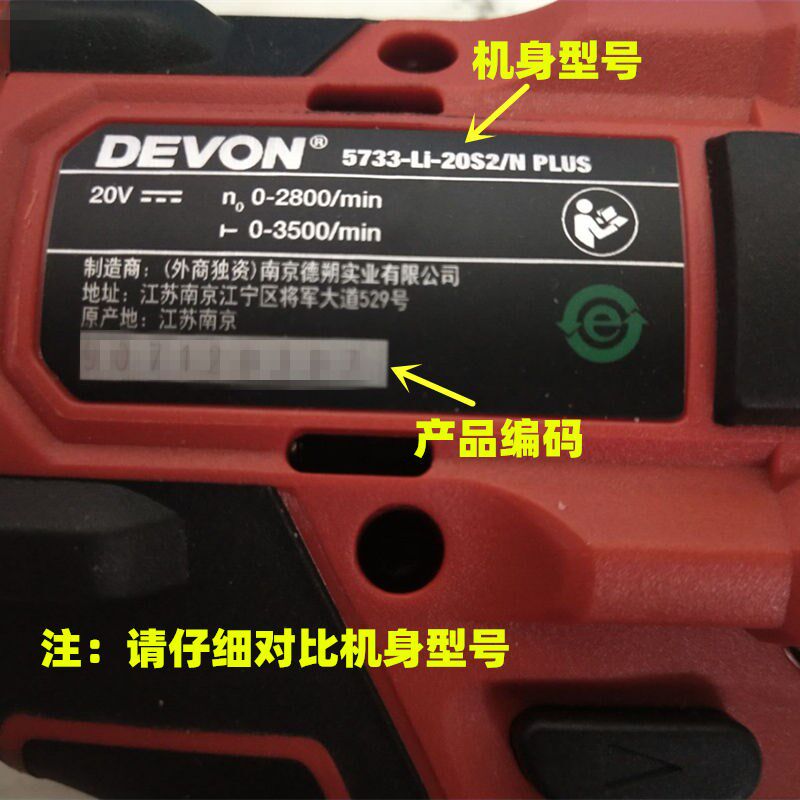 机身型号
DEVON® 5733-Li-20S2/N PLUS
20V n₀ 0-2800/min
0-3500/min
制造商：(外商独资)南京德朔实业有限公司
地址：江苏南京江宁区将军大道529号
原产地：江苏南京
产品编码
注：请仔细对比机身型号